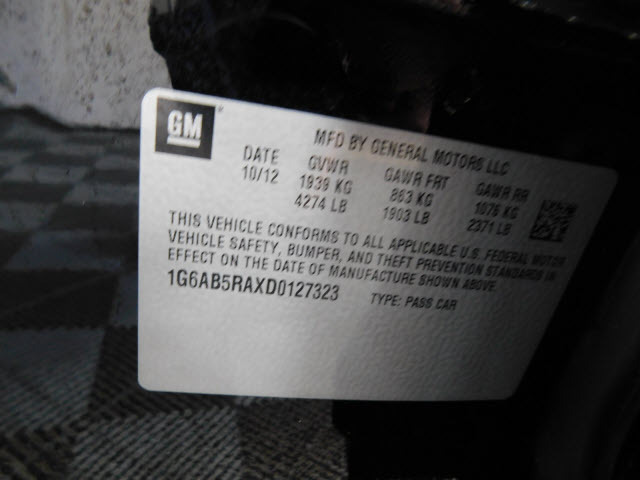 GM
MFD BY GENERAL MOTORS LLC
DATE GVWR GAWR FRT GAWR RR
10/12 1939 KG 863 KG 1076 KG
4274 LB 1903 LB 2371 LB
THIS VEHICLE CONFORMS TO ALL APPLICABLE U.S. FEDERAL MOTOR
VEHICLE SAFETY, BUMPER, AND THEFT PREVENTION STANDARDS IN
EFFECT ON THE DATE OF MANUFACTURE SHOWN ABOVE.
1G6AB5RAXD0127323 TYPE: PASS CAR